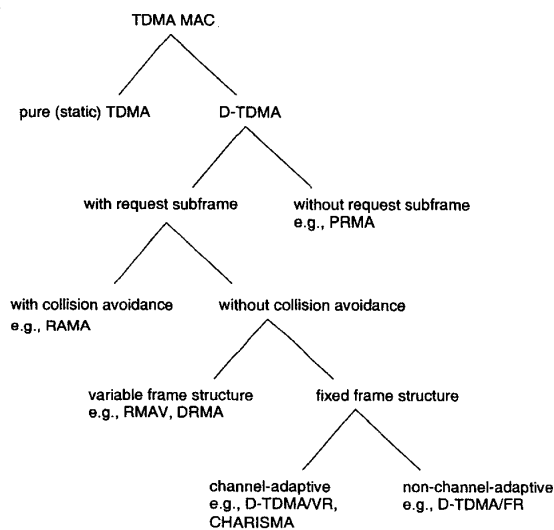 TDMA MAC
pure (static) TDMA
D-TDMA
with request subframe
without request subframe
e.g., PRMA
with collision avoidance
e.g., RAMA
without collision avoidance
variable frame structure
e.g., RMAV, DRMA
fixed frame structure
channel-adaptive
e.g., D-TDMA/VR,
CHARISMA
non-channel-adaptive
e.g., D-TDMA/FR